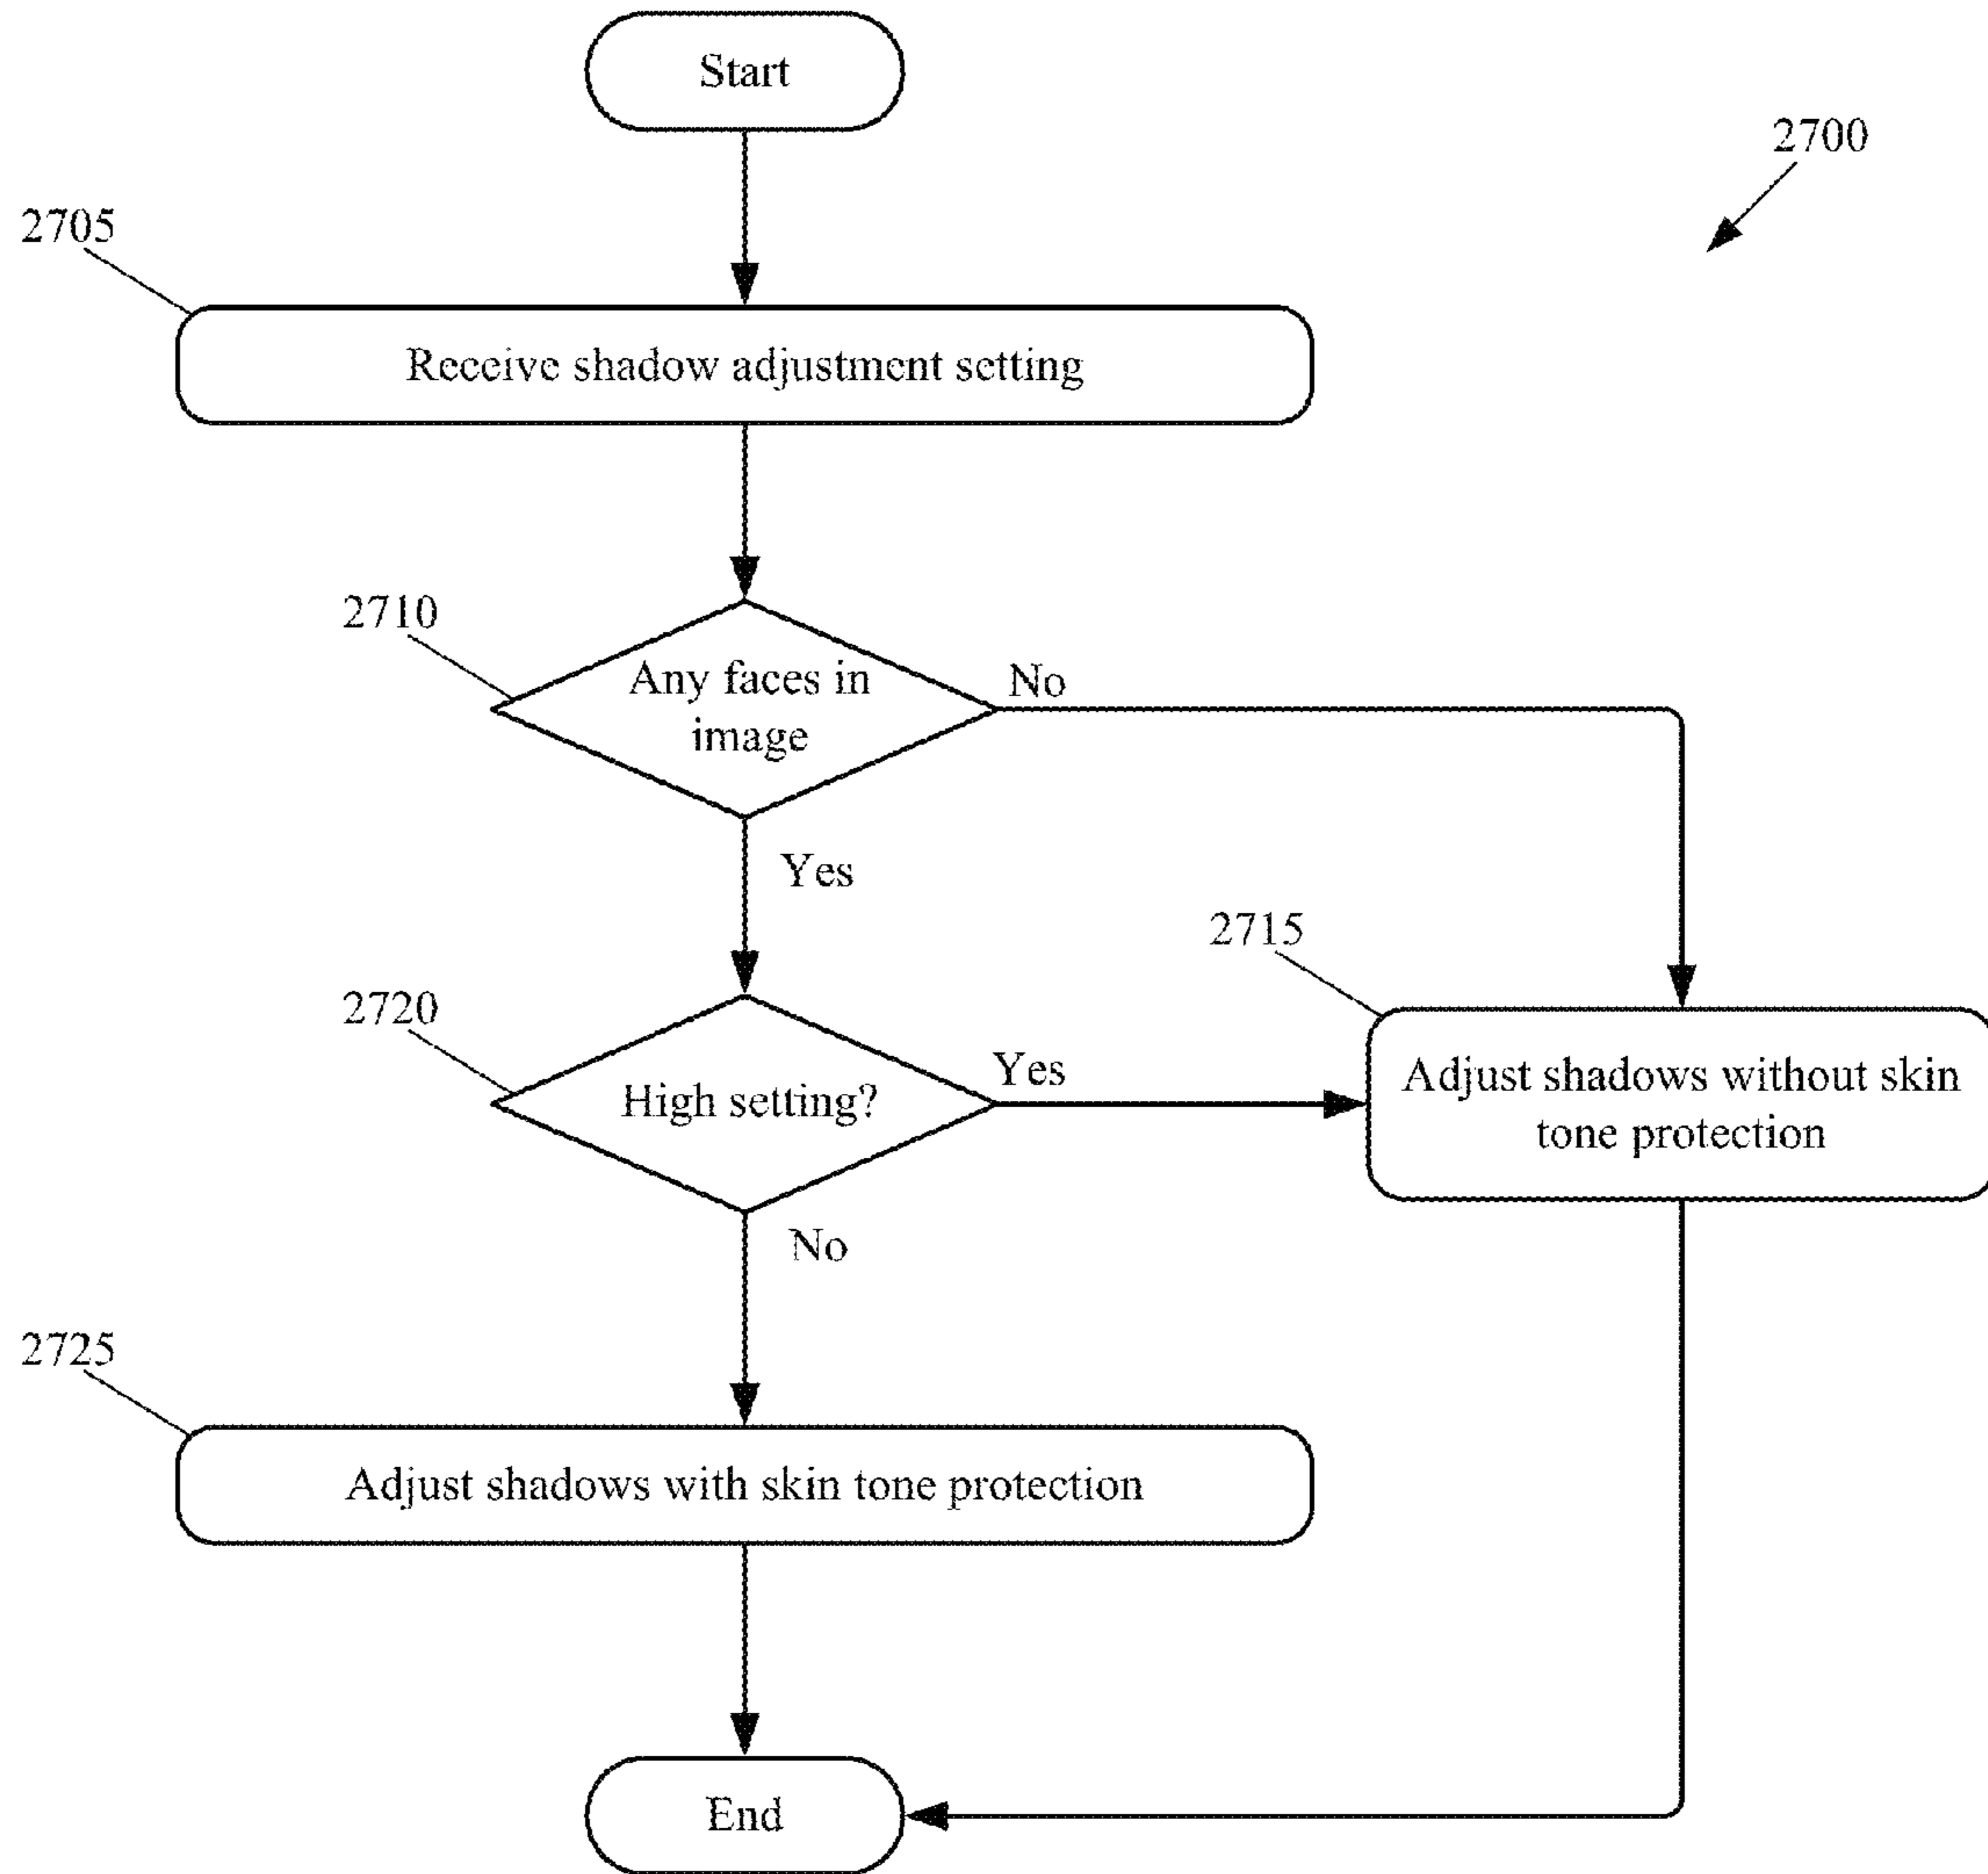 Start
2700
2705
Receive shadow adjustment setting
2710
Any faces in
image
No
Yes
2715
2720
High setting?
Yes
Adjust shadows without skin
tone protection
No
2725
Adjust shadows with skin tone protection
End